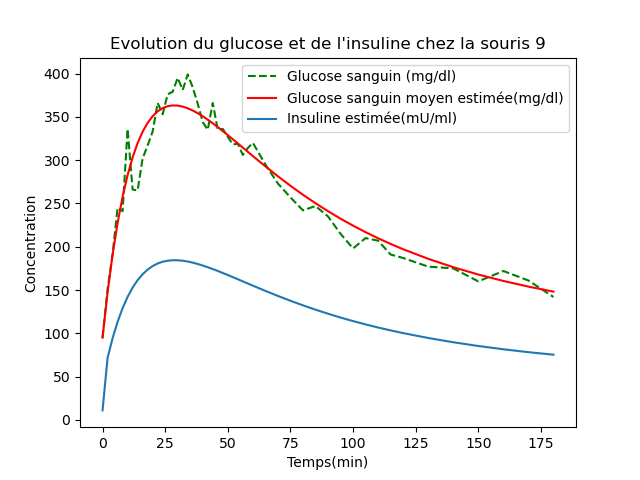 Evolution du glucose et de l'insuline chez la souris 9
Glucose sanguin (mg/dl)
Glucose sanguin moyen estimée(mg/dl)
Insuline estimée(mU/ml)
Concentration
400
350
300
250
200
150
100
50
0
0 25 50 75 100 125 150 175
Temps(min)